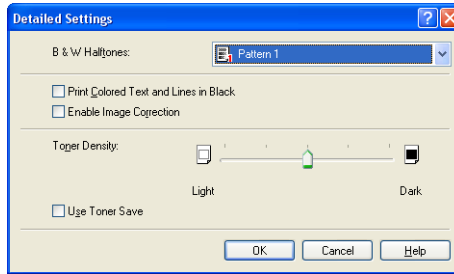 Detailed Settings
B & W Halftones: Pattern 1
Print Colored Text and Lines in Black
Enable Image Correction
Toner Density:
Light Dark
Use Toner Save
OK Cancel Help